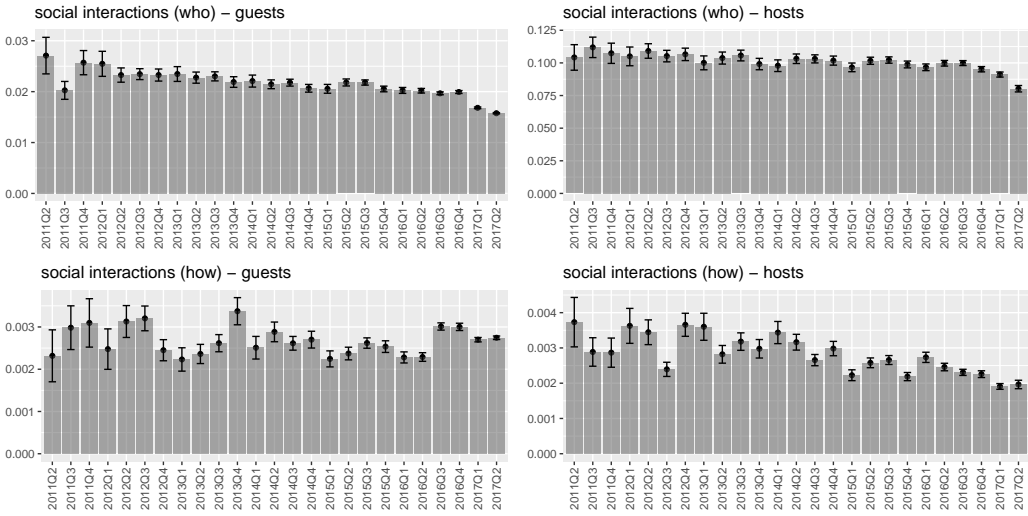 social interactions (who) − guests
0.03
0.02
0.01
0.00
2011Q2
2011Q3
2011Q4
2012Q1
2012Q2
2012Q3
2012Q4
2013Q1
2013Q2
2013Q3
2013Q4
2014Q1
2014Q2
2014Q3
2014Q4
2015Q1
2015Q2
2015Q3
2015Q4
2016Q1
2016Q2
2016Q3
2016Q4
2017Q1
2017Q2
social interactions (who) − hosts
0.125
0.100
0.075
0.050
0.025
0.000
2011Q2
2011Q3
2011Q4
2012Q1
2012Q2
2012Q3
2012Q4
2013Q1
2013Q2
2013Q3
2013Q4
2014Q1
2014Q2
2014Q3
2014Q4
2015Q1
2015Q2
2015Q3
2015Q4
2016Q1
2016Q2
2016Q3
2016Q4
2017Q1
2017Q2
social interactions (how) − guests
0.003
0.002
0.001
0.000
2011Q2
2011Q3
2011Q4
2012Q1
2012Q2
2012Q3
2012Q4
2013Q1
2013Q2
2013Q3
2013Q4
2014Q1
2014Q2
2014Q3
2014Q4
2015Q1
2015Q2
2015Q3
2015Q4
2016Q1
2016Q2
2016Q3
2016Q4
2017Q1
2017Q2
social interactions (how) − hosts
0.004
0.003
0.002
0.001
0.000
2011Q2
2011Q3
2011Q4
2012Q1
2012Q2
2012Q3
2012Q4
2013Q1
2013Q2
2013Q3
2013Q4
2014Q1
2014Q2
2014Q3
2014Q4
2015Q1
2015Q2
2015Q3
2015Q4
2016Q1
2016Q2
2016Q3
2016Q4
2017Q1
2017Q2